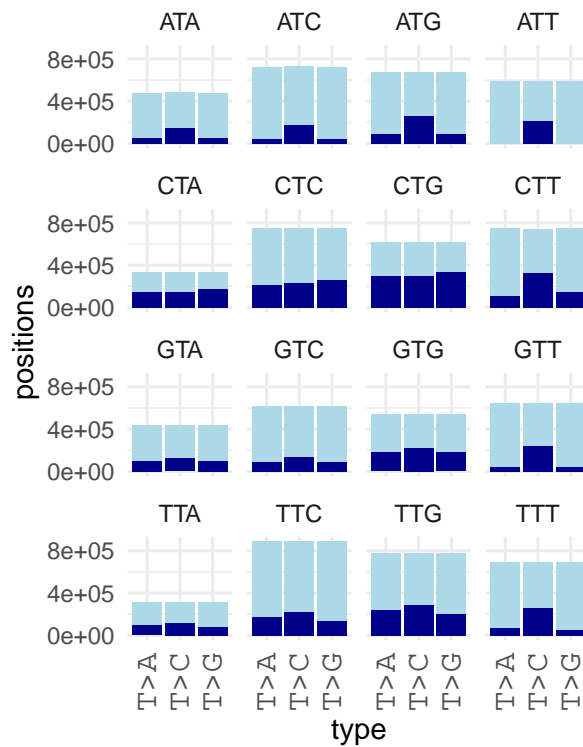 ATA ATC ATG ATT
8e+05
4e+05
0e+00
CTA CTC CTG CTT
8e+05
4e+05
0e+00
GTA GTC GTG GTT
8e+05
4e+05
0e+00
TTA TTC TTG TTT
8e+05
4e+05
0e+00
positions
T>A T>C T>G T>A T>C T>G T>A T>C T>G T>A T>C T>G
type